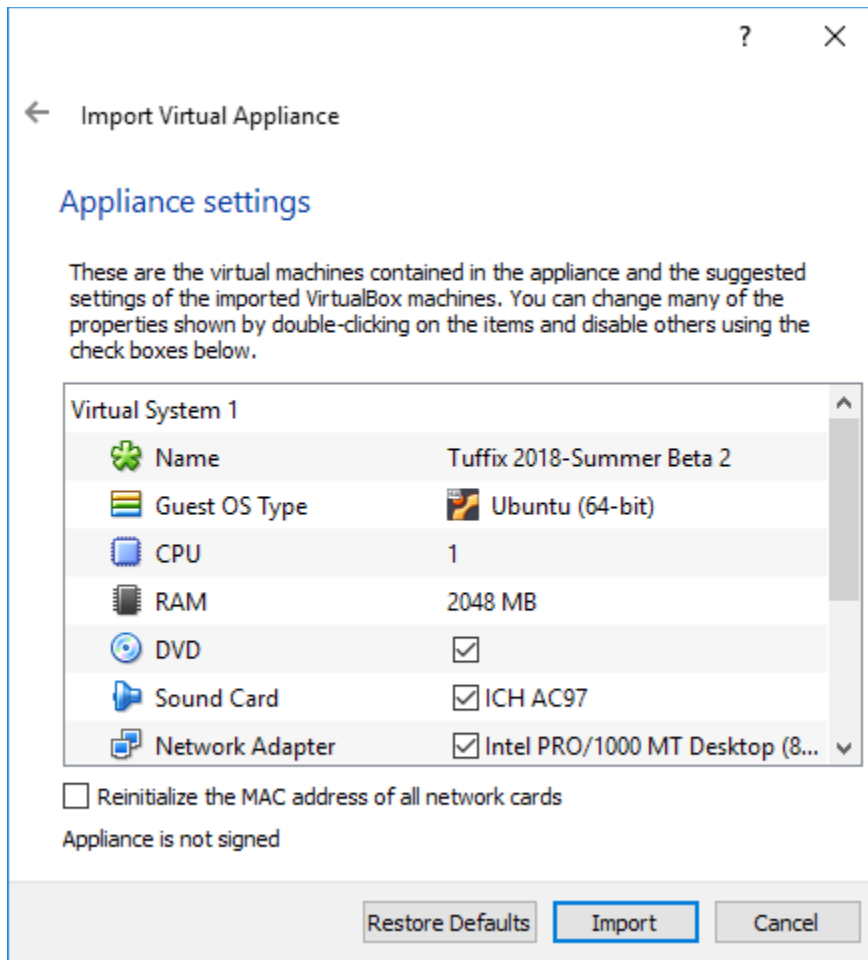 ?
Import Virtual Appliance
Appliance settings
These are the virtual machines contained in the appliance and the suggested
settings of the imported VirtualBox machines. You can change many of the
properties shown by double-clicking on the items and disable others using the
check boxes below.
Virtual System 1
Name Tuffix 2018-Summer Beta 2
Guest OS Type Ubuntu (64-bit)
CPU 1
RAM 2048 MB
DVD
Sound Card ICH AC97
Network Adapter Intel PRO/1000 MT Desktop (8...
Reinitialize the MAC address of all network cards
Appliance is not signed
Restore Defaults Import Cancel